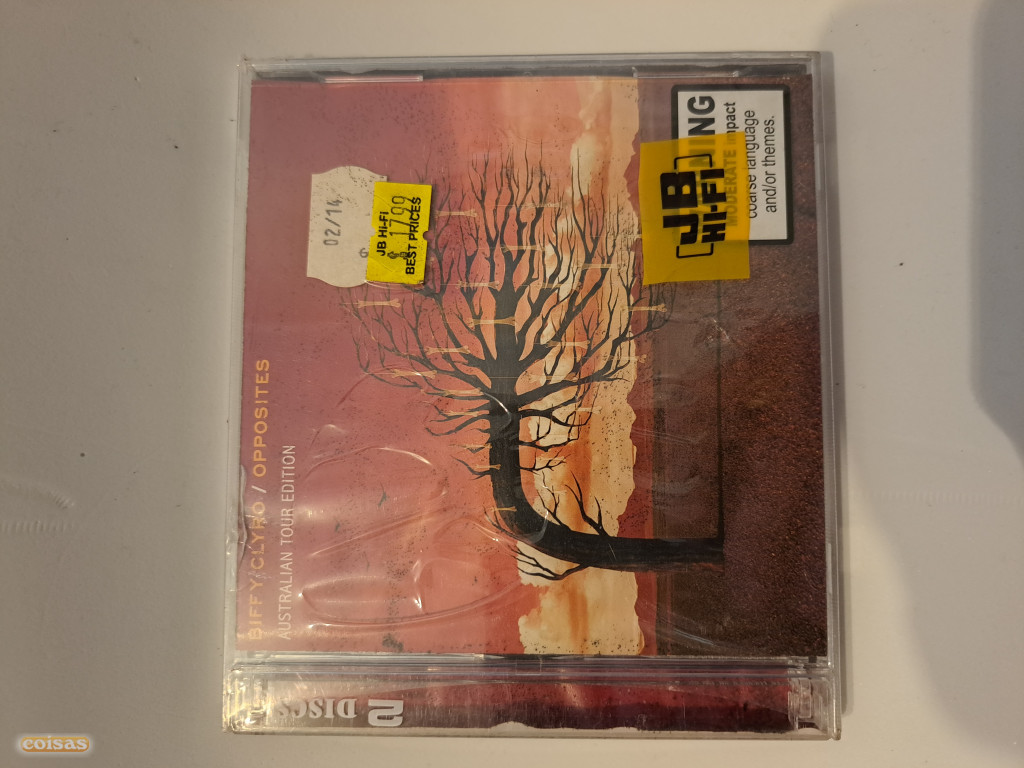 BIFFY CLYRO / OPPOSITES
AUSTRALIAN TOUR EDITION
02/14
JB HI-FI
BEST PRICES
$ 17.99
JB
HI-FI
MODERATE impact
coarse language
and/or themes.
2 DISCS
coisas